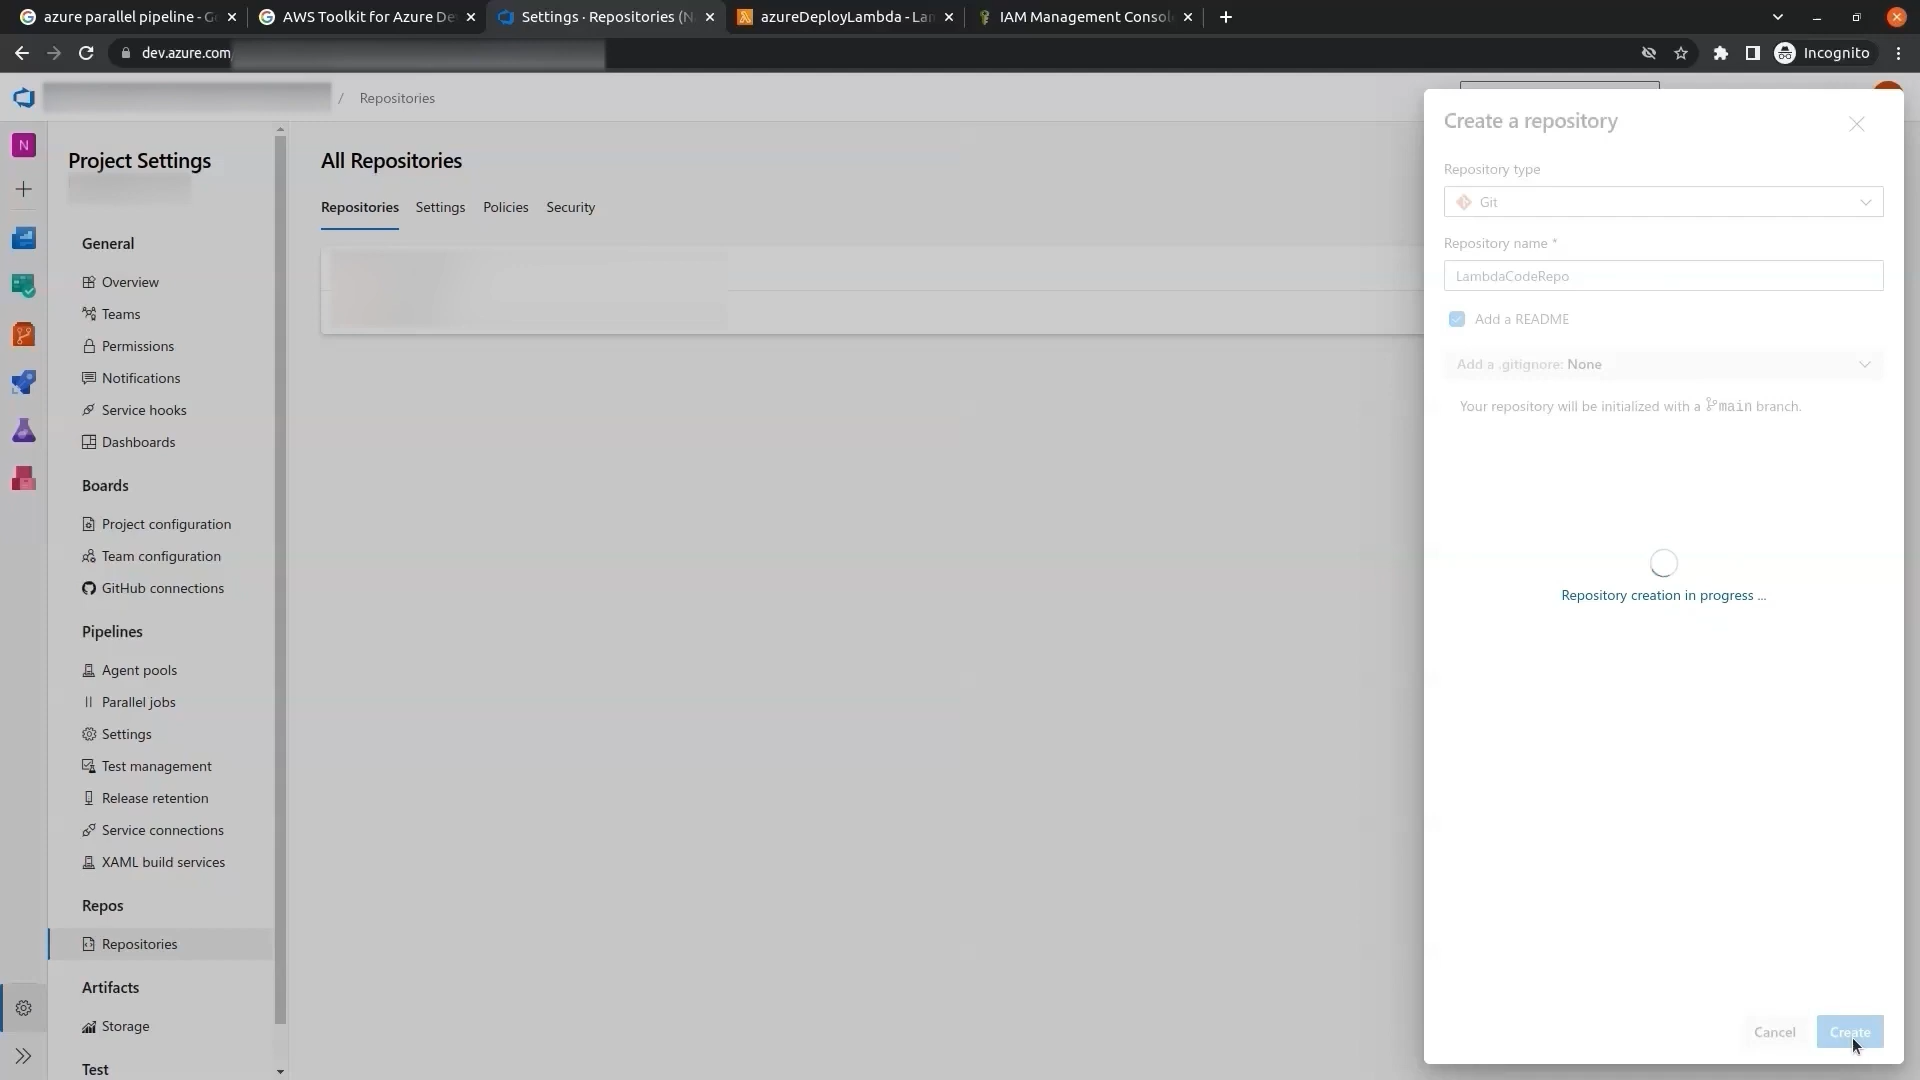 azure parallel pipeline - G
AWS Toolkit for Azure De
Settings · Repositories (N
azureDeployLambda - Lan
IAM Management Consol
dev.azure.com
Incognito
/ Repositories
N
Project Settings
General
Overview
Teams
Permissions
Notifications
Service hooks
Dashboards
Boards
Project configuration
Team configuration
GitHub connections
Pipelines
Agent pools
Parallel jobs
Settings
Test management
Release retention
Service connections
XAML build services
Repos
Repositories
Artifacts
Storage
Test
All Repositories
Repositories Settings Policies Security
Create a repository
Repository type
Git
Repository name *
LambdaCodeRepo
Add a README
Add a .gitignore: None
Your repository will be initialized with a main branch.
Repository creation in progress ...
Cancel Create